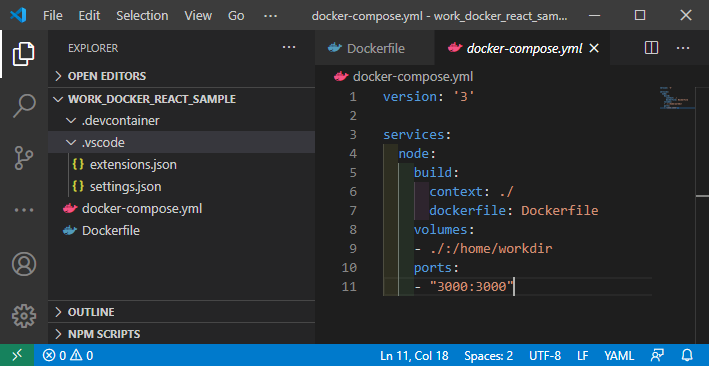 File Edit Selection ··· docker-compose.yml - work_docker_react_sam...
EXPLORER ···
OPEN EDITORS
WORK_DOCKER_REACT_SAMPLE
.devcontainer
.vscode
{} extensions.json
{} settings.json
docker-compose.yml
Dockerfile
OUTLINE
NPM SCRIPTS
Dockerfile docker-compose.yml ···
docker-compose.yml
1 version: '3'
2
3 services:
4 node:
5 build:
6 context: ./
7 dockerfile: Dockerfile
8 volumes:
9 - ./:/home/workdir
10 ports:
11 - "3000:3000"
0 0 Ln 11, Col 18 Spaces: 2 UTF-8 LF YAML